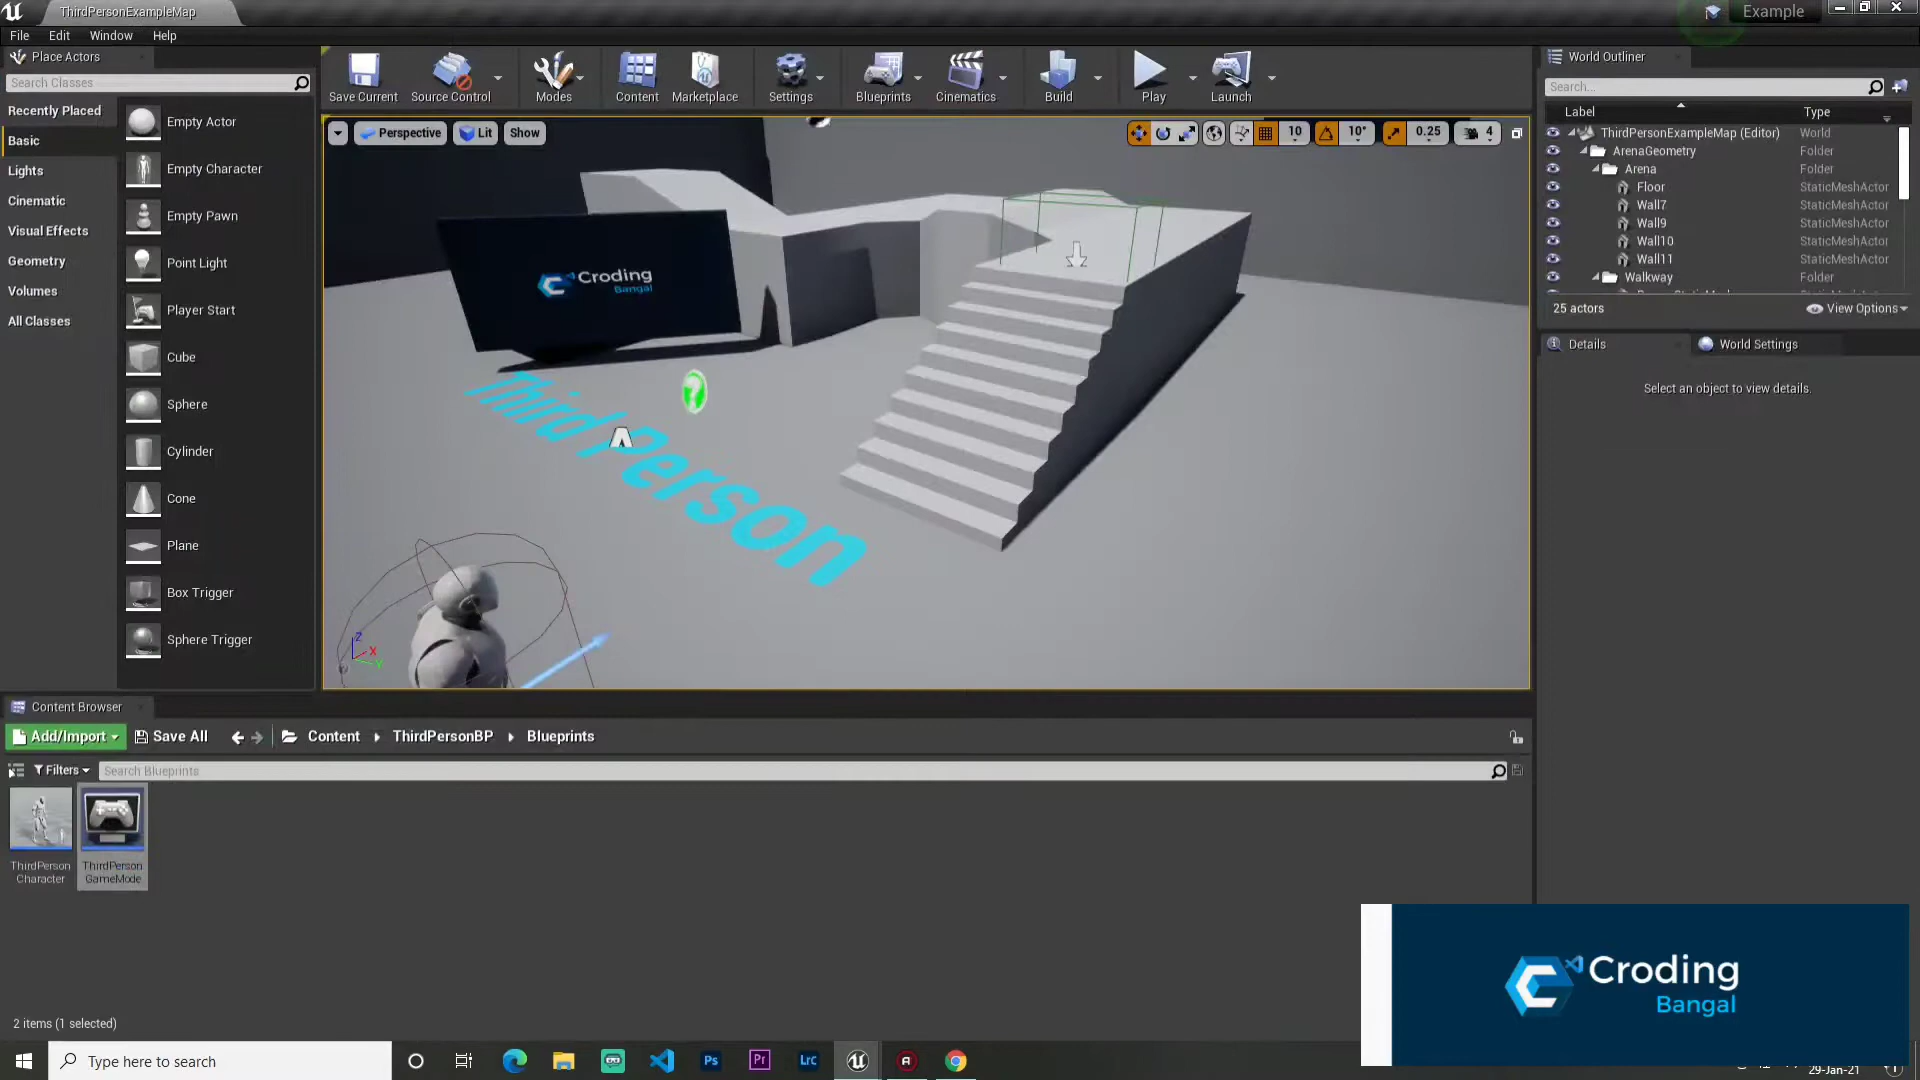 ThirdPersonExampleMap
Example
File Edit Window Help
Place Actors
Search Classes
Recently Placed
Basic
Lights
Cinematic
Visual Effects
Geometry
Volumes
All Classes
Empty Actor
Empty Character
Empty Pawn
Point Light
Player Start
Cube
Sphere
Cylinder
Cone
Plane
Box Trigger
Sphere Trigger
Save Current Source Control Modes Content Marketplace Settings Blueprints Cinematics Build Play Launch
Perspective Lit Show
10 10° 0.25 4
Croding
Bangal
Third Person
Z
X
Y
World Outliner
Search...
Label Type
ThirdPersonExampleMap (Editor) World
ArenaGeometry Folder
Arena Folder
Floor StaticMeshActor
Wall7 StaticMeshActor
Wall9 StaticMeshActor
Wall10 StaticMeshActor
Wall11 StaticMeshActor
Walkway Folder
25 actors View Options
Details World Settings
Select an object to view details.
Content Browser
Add/Import Save All Content ThirdPersonBP Blueprints
Filters Search Blueprints
ThirdPerson
Character
ThirdPerson
GameMode
2 items (1 selected)
Croding
Bangal
Type here to search
Ps Pr Lrc
29-Jan-21